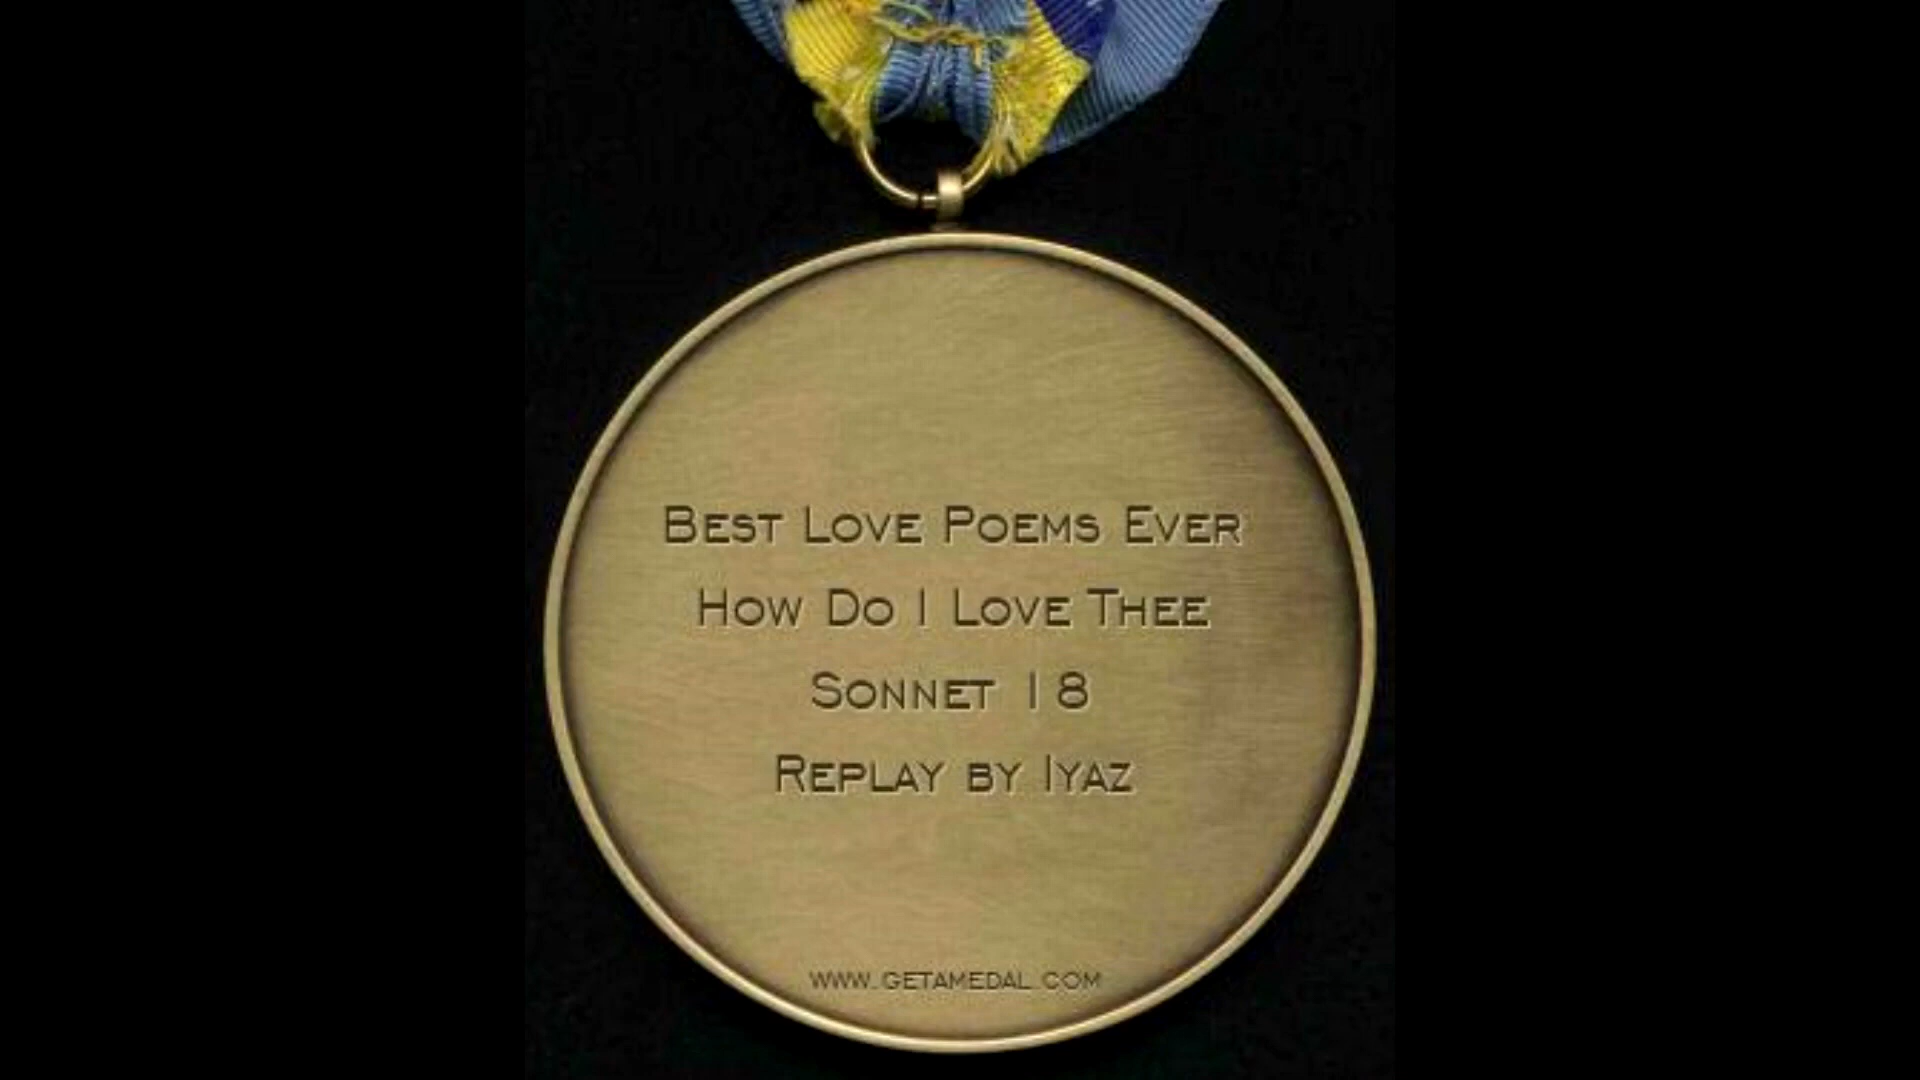 Best Love Poems Ever
How Do I Love Thee
Sonnet 18
Replay by Iyaz
www.getamedal.com